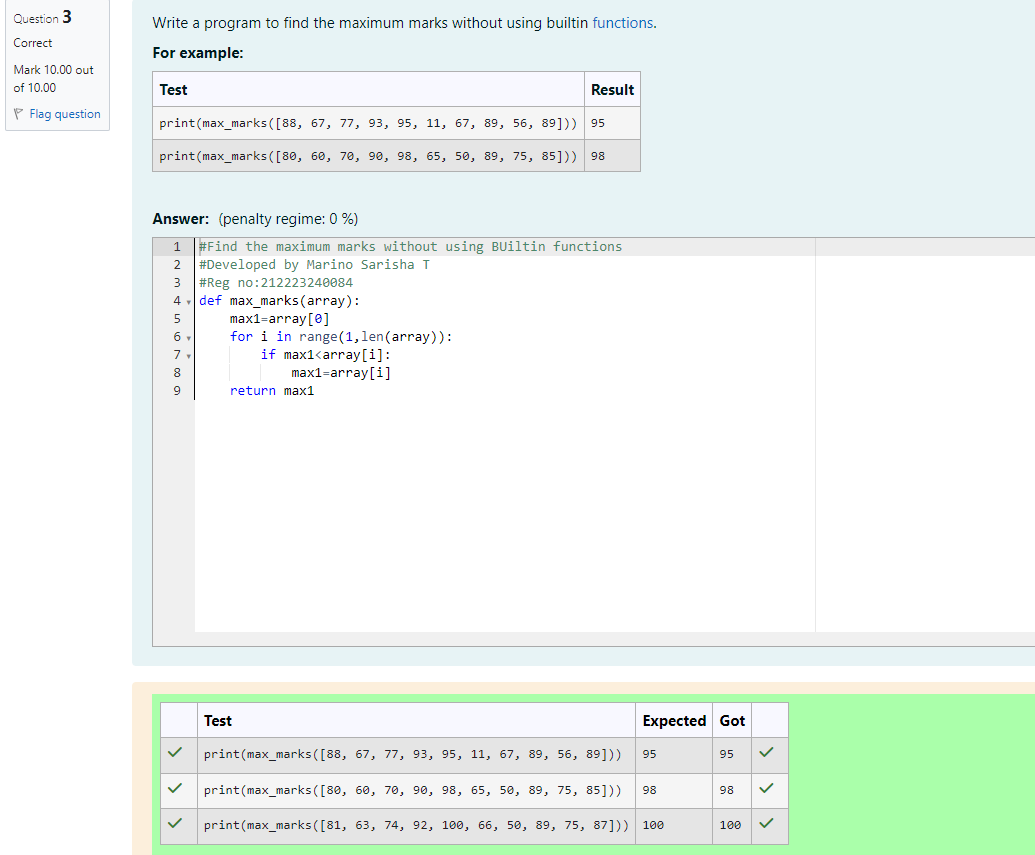 Question 3
Correct
Mark 10.00 out
of 10.00
Flag question
Write a program to find the maximum marks without using builtin functions.
For example:
Test Result
print(max_marks([88, 67, 77, 93, 95, 11, 67, 89, 56, 89])) 95
print(max_marks([80, 60, 70, 90, 98, 65, 50, 89, 75, 85])) 98
Answer: (penalty regime: 0 %)
1 #Find the maximum marks without using BUiltin functions
2 #Developed by Marino Sarisha T
3 #Reg no:212223240084
4 def max_marks(array):
5     max1=array[0]
6     for i in range(1,len(array)):
7         if max1<array[i]:
8             max1=array[i]
9     return max1
Test Expected Got
print(max_marks([88, 67, 77, 93, 95, 11, 67, 89, 56, 89])) 95 95
print(max_marks([80, 60, 70, 90, 98, 65, 50, 89, 75, 85])) 98 98
print(max_marks([81, 63, 74, 92, 100, 66, 50, 89, 75, 87])) 100 100